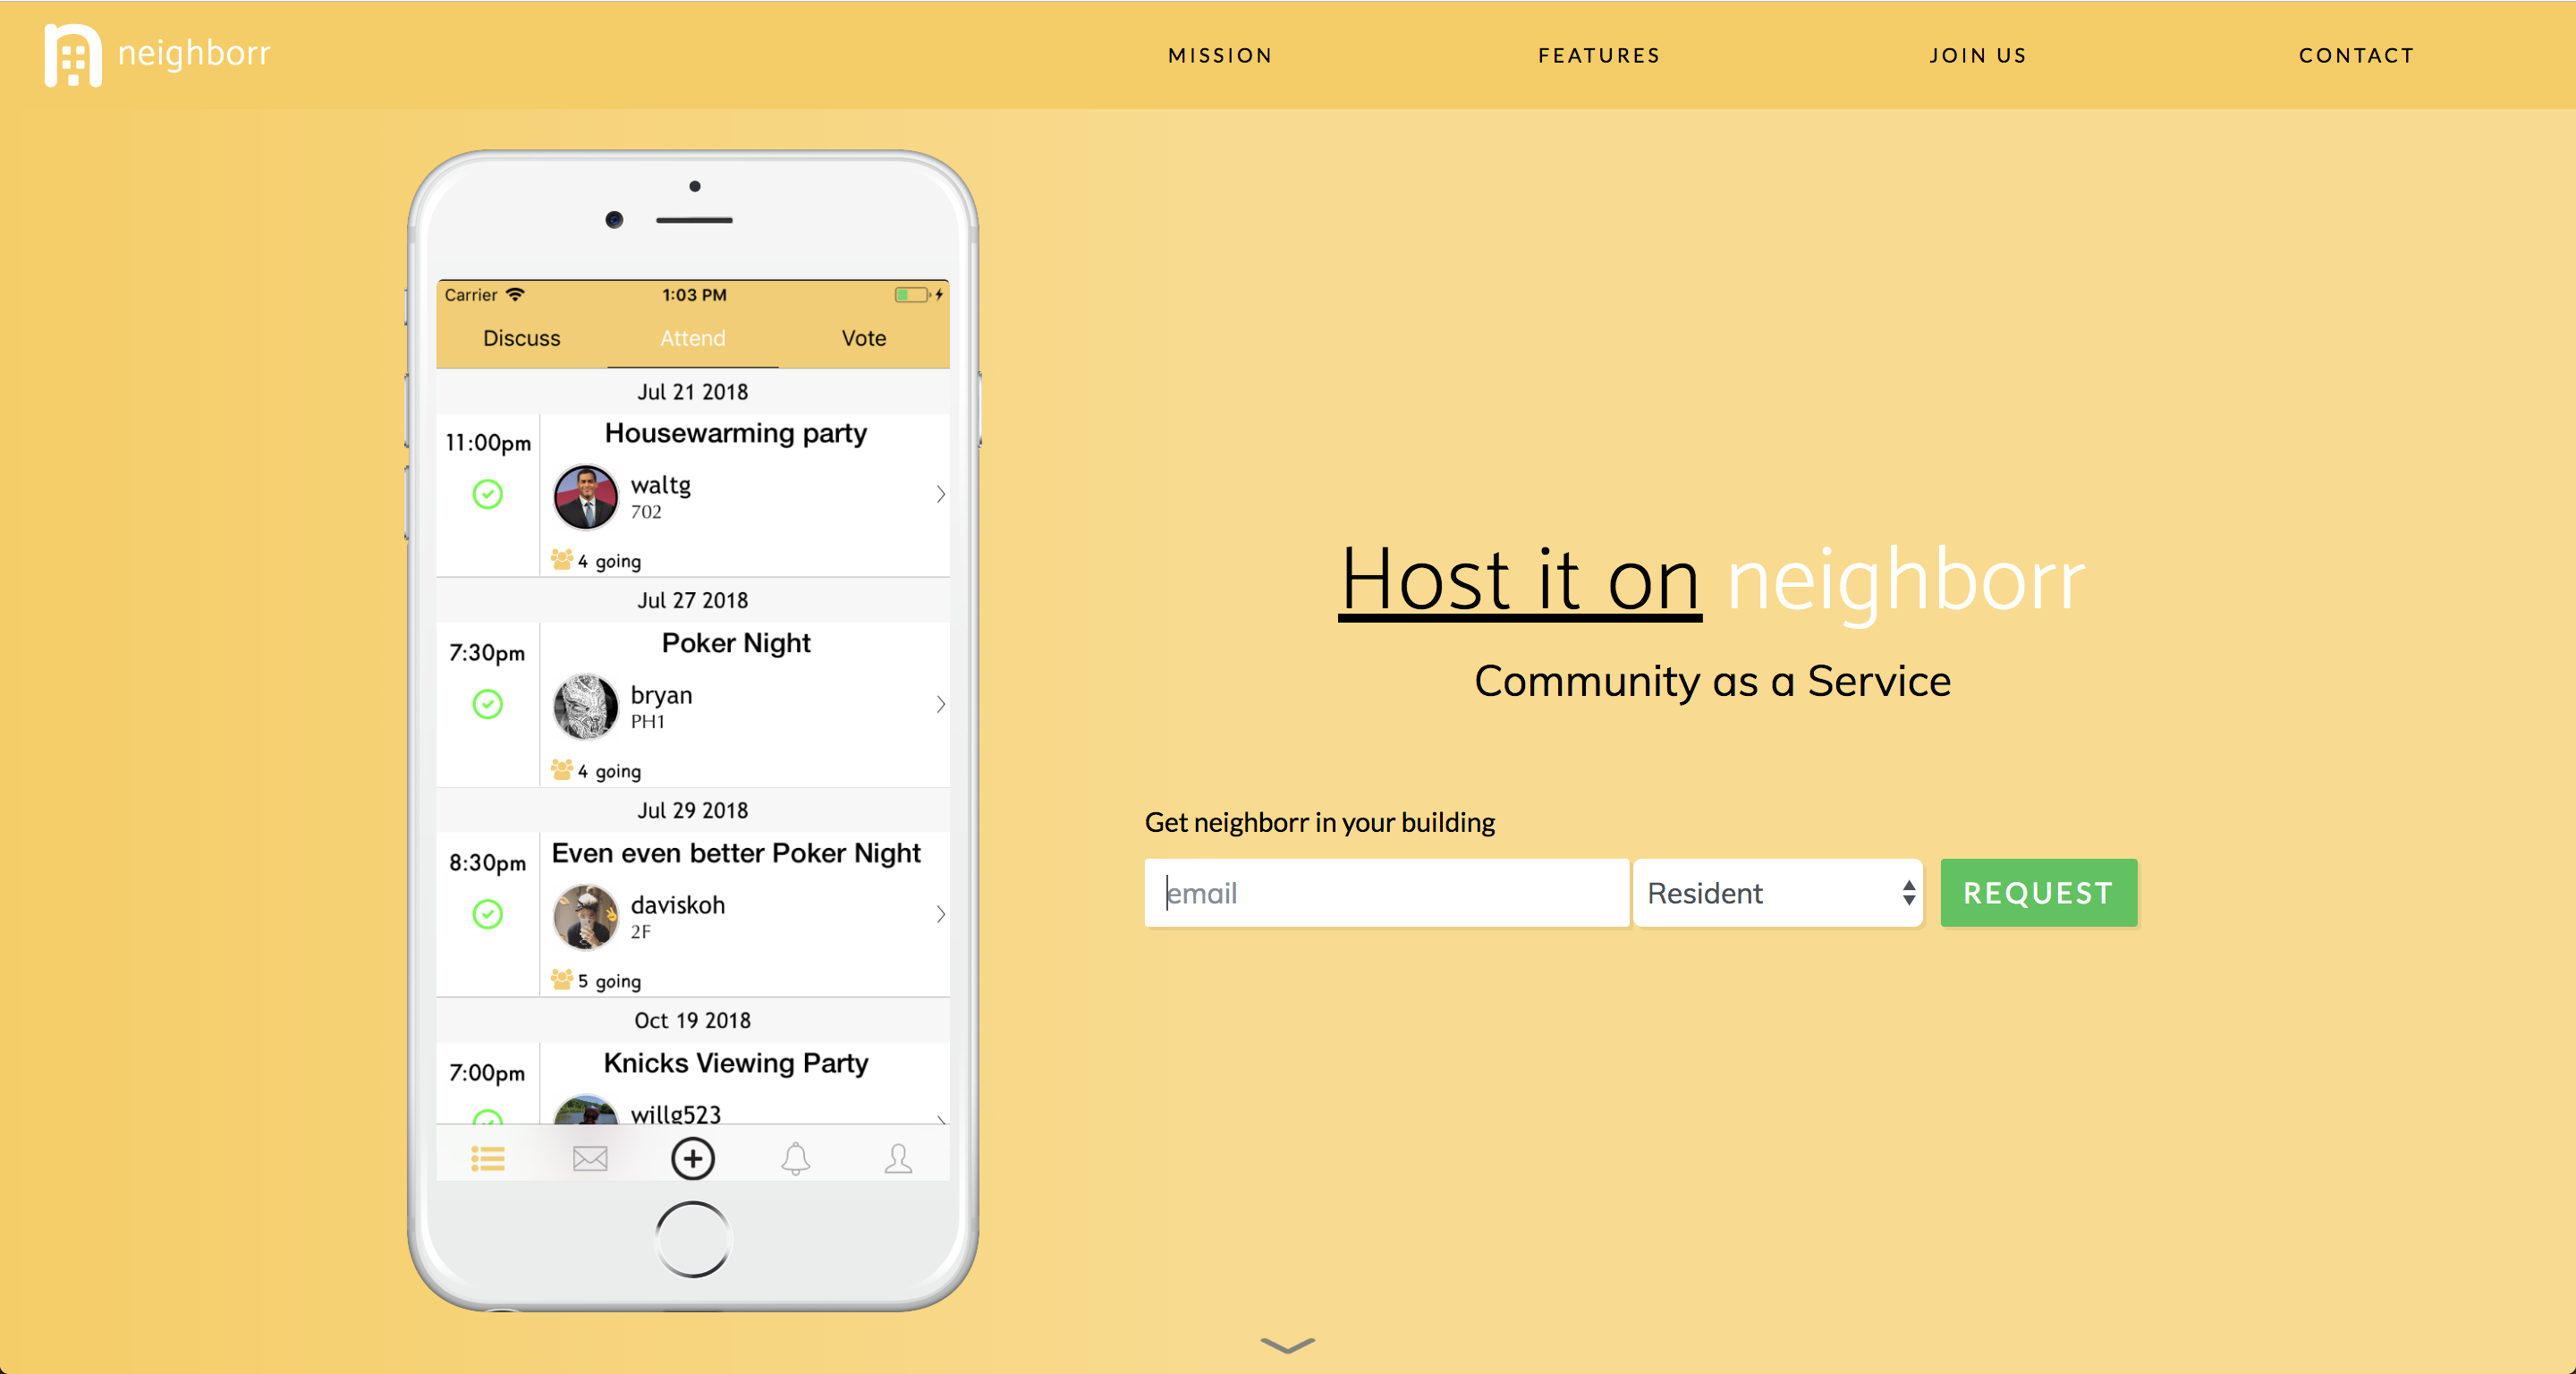 neighborr
MISSION
FEATURES
JOIN US
CONTACT
Carrier
1:03 PM
Discuss
Attend
Vote
Jul 21 2018
11:00pm
Housewarming party
waltg
702
4 going
Jul 27 2018
7:30pm
Poker Night
bryan
PH1
4 going
Jul 29 2018
8:30pm
Even even better Poker Night
daviskoh
2F
5 going
Oct 19 2018
7:00pm
Knicks Viewing Party
willg523
Host it on neighborr
Community as a Service
Get neighborr in your building
email
Resident
REQUEST